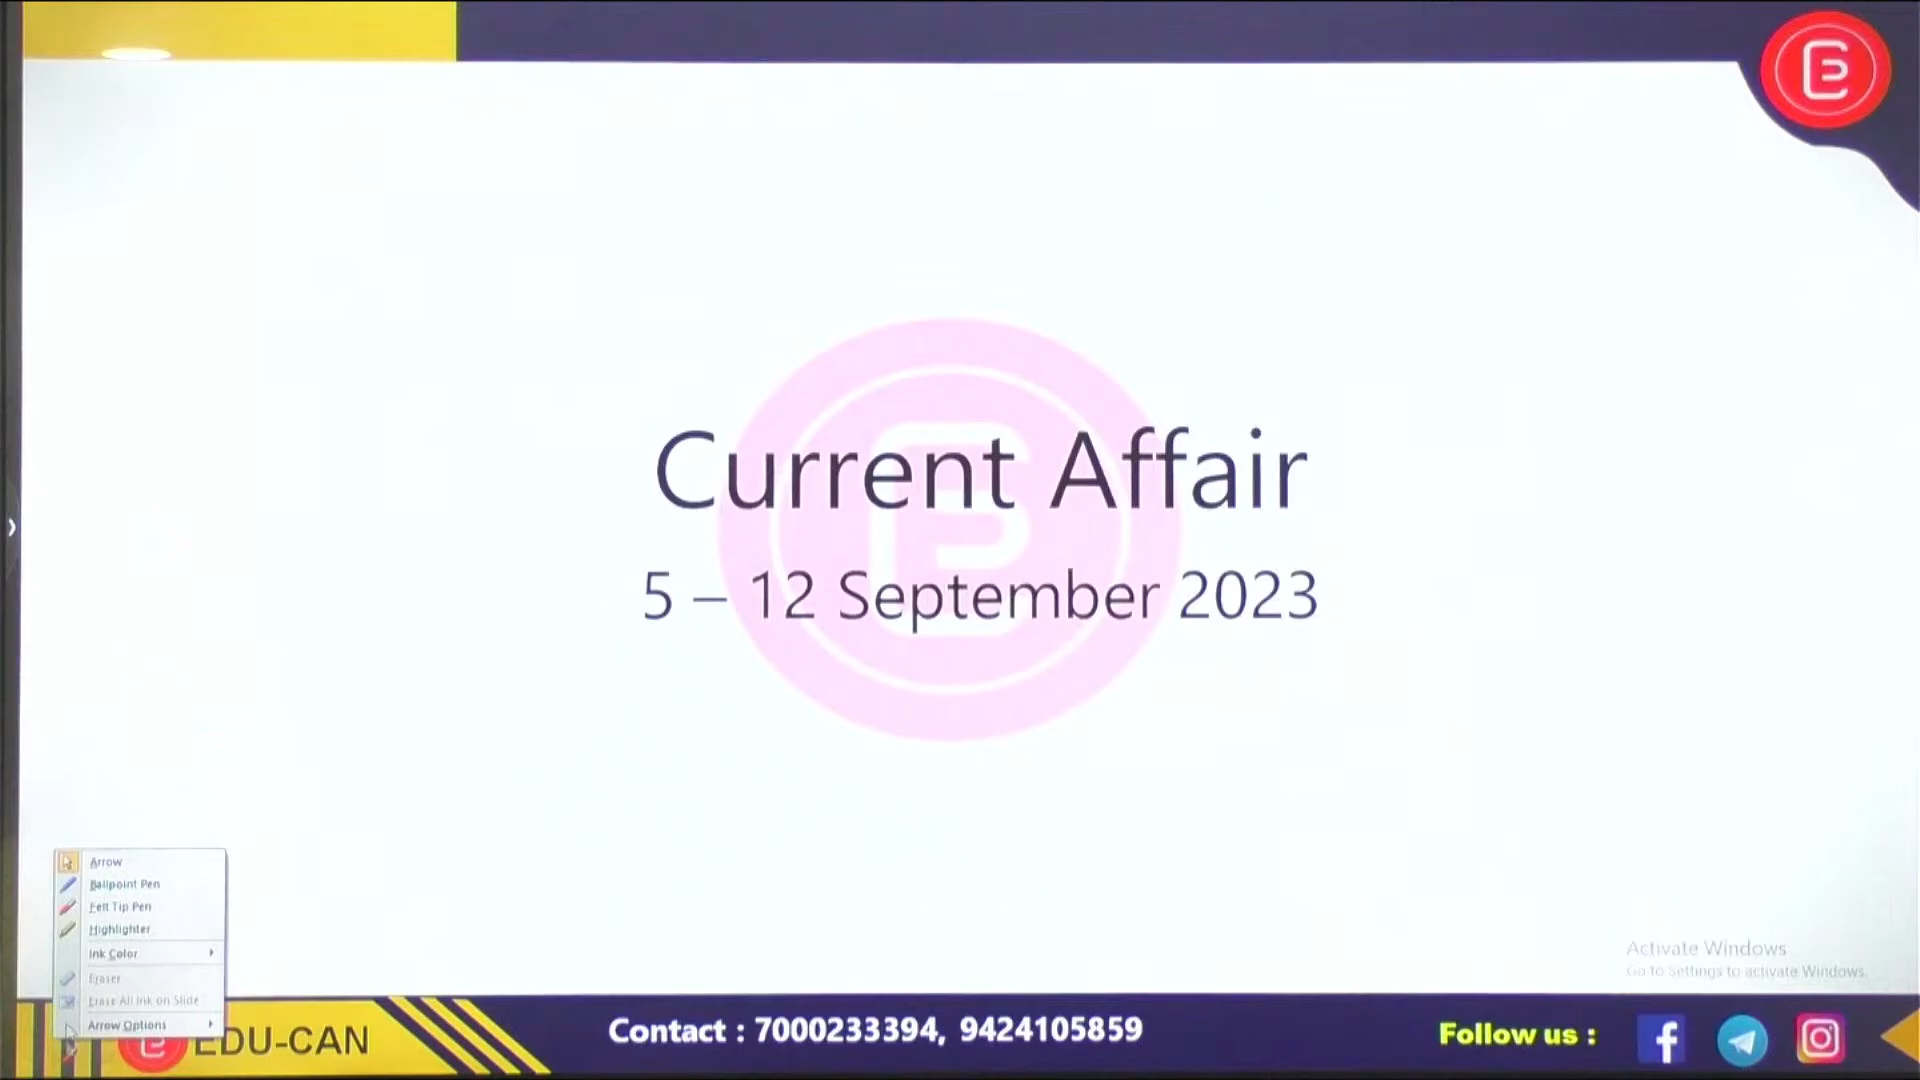 Current Affair
5 – 12 September 2023
Arrow
Ballpoint Pen
Felt Tip Pen
Highlighter
Ink Color
Eraser
Erase All Ink on Slide
Arrow Options
Activate Windows
Go to Settings to activate Windows.
EDU-CAN
Contact : 7000233394, 9424105859
Follow us :